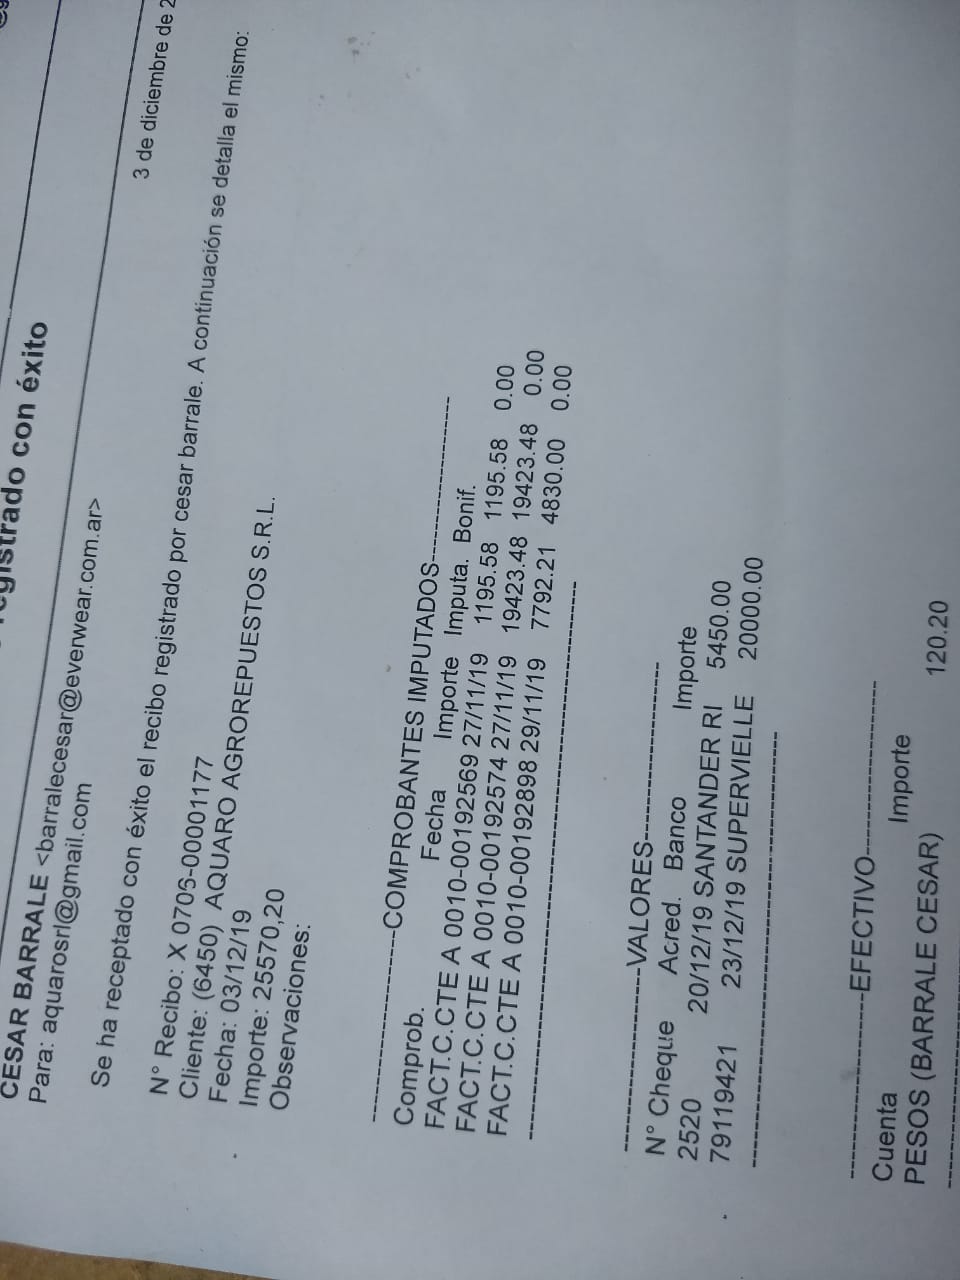 registrado con éxito
CESAR BARRALE <barralecesar@everwear.com.ar>
Para: aquarosrl@gmail.com
3 de diciembre de 2
Se ha receptado con éxito el recibo registrado por cesar barrale. A continuación se detalla el mismo:
N° Recibo: X 0706-00001177
Cliente: (6450) AQUARO AGROREPUESTOS S.R.L.
Fecha: 03/12/19
Importe: 25570,20
Observaciones:
--------------------COMPROBANTES IMPUTADOS--------------------
Comprob. Fecha Importe Imputa. Bonif.
FACT.C.CTE A 0010-00192569 27/11/19 1195.58 1195.58 0.00
FACT.C.CTE A 0010-00192574 27/11/19 19423.48 19423.48 0.00
FACT.C.CTE A 0010-00192898 29/11/19 7792.21 4830.00 0.00
--------------------VALORES--------------------
N° Cheque Acred. Banco Importe
2520 20/12/19 SANTANDER RI 5450.00
79119421 23/12/19 SUPERVIELLE 20000.00
--------------------EFECTIVO--------------------
Cuenta Importe
PESOS (BARRALE CESAR) 120.20